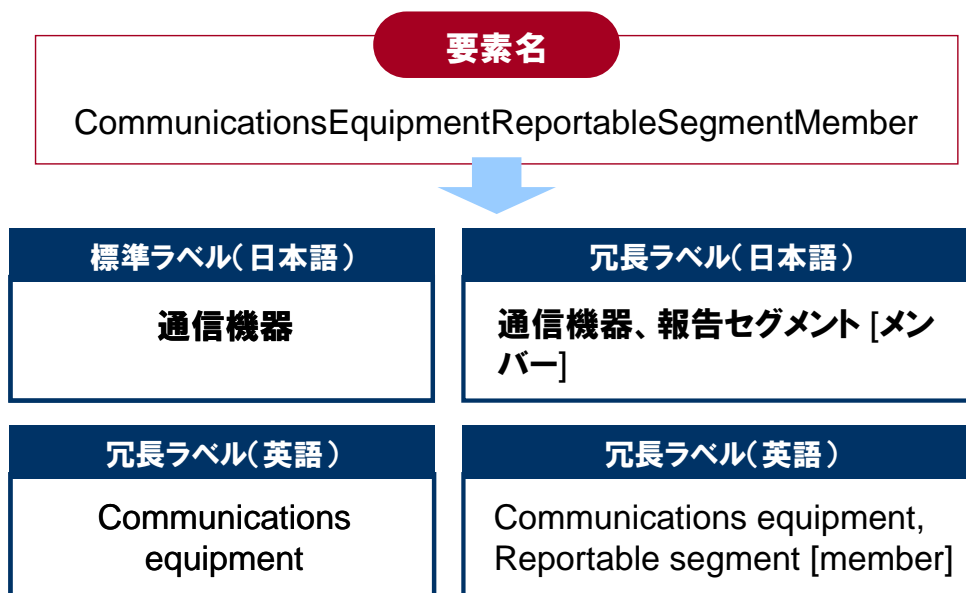 要素名
CommunicationsEquipmentReportableSegmentMember
標準ラベル（日本語）
通信機器
冗長ラベル（日本語）
通信機器、報告セグメント [メン
バー]
冗長ラベル（英語）
Communications
equipment
冗長ラベル（英語）
Communications equipment,
Reportable segment [member]